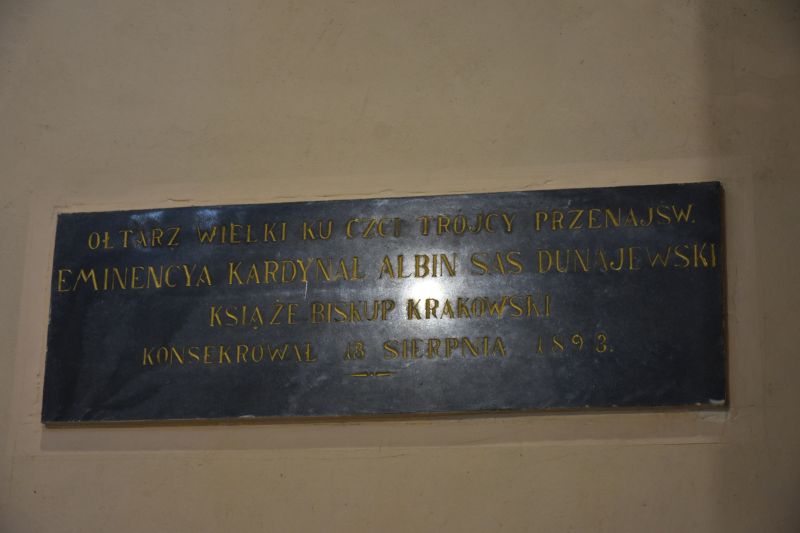 OŁTARZ WIELKI KU CZCI TRÓJCY PRZENAJŚW.
EMINENCYA KARDYNAŁ ALBIN SAS DUNAJEWSKI
KSIĄŻE BISKUP KRAKOWSKI
KONSEKROWAŁ 13 SIERPNIA 1893.